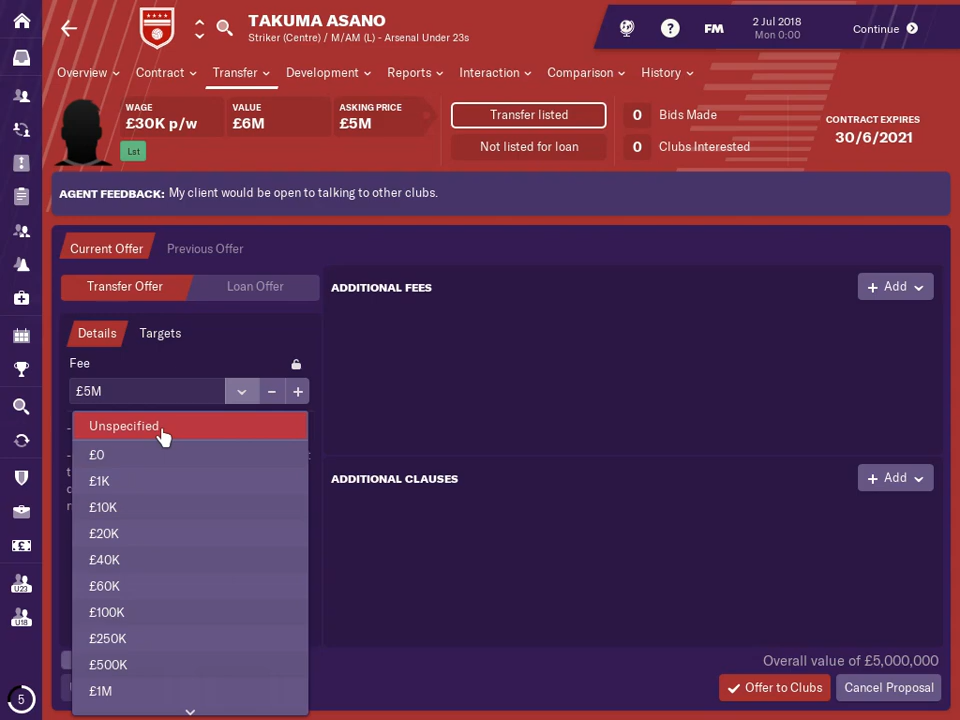 TAKUMA ASANO
Striker (Centre) / M/AM (L) - Arsenal Under 23s
FM
2 Jul 2018
Mon 0:00
Continue
Overview
Contract
Transfer
Development
Reports
Interaction
Comparison
History
WAGE
£30K p/w
VALUE
£6M
ASKING PRICE
£5M
Lst
Transfer listed
Not listed for loan
0 Bids Made
0 Clubs Interested
CONTRACT EXPIRES
30/6/2021
AGENT FEEDBACK: My client would be open to talking to other clubs.
Current Offer
Previous Offer
Transfer Offer
Loan Offer
ADDITIONAL FEES
+ Add
Details
Targets
Fee
£5M
Unspecified
£0
£1K
£10K
£20K
£40K
£60K
£100K
£250K
£500K
£1M
ADDITIONAL CLAUSES
+ Add
Overall value of £5,000,000
Offer to Clubs
Cancel Proposal
U23
U18
5